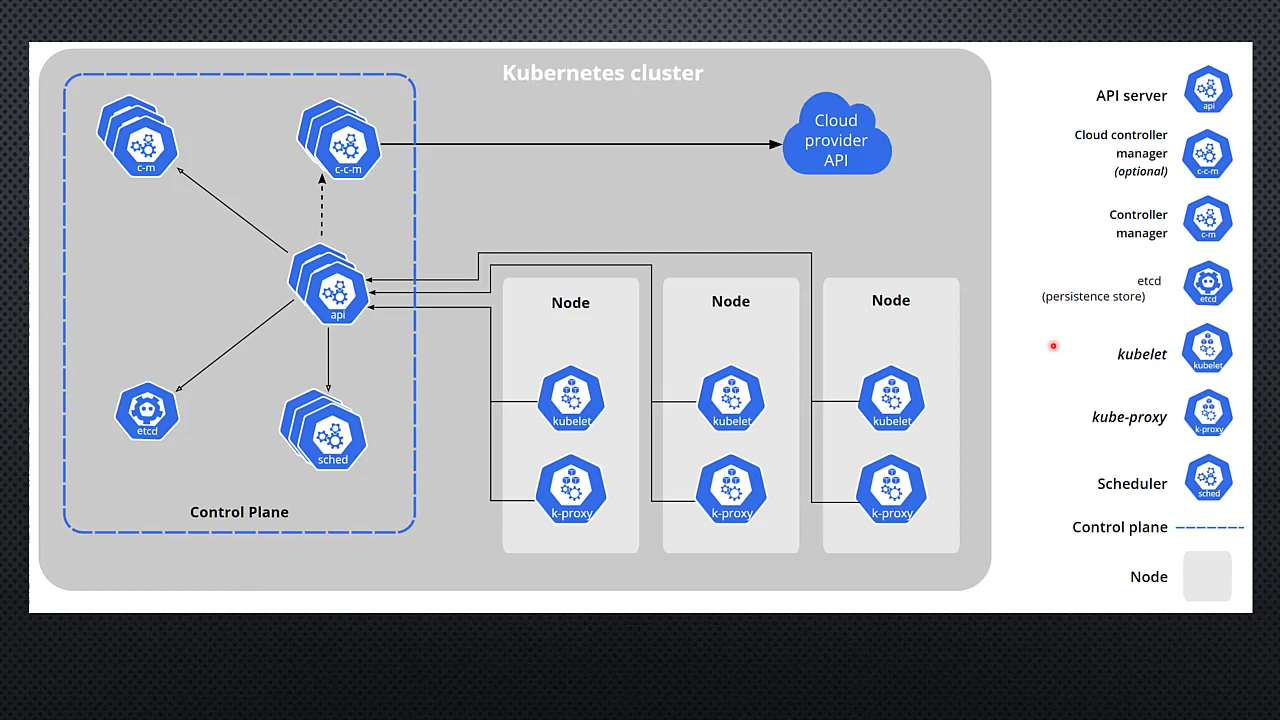 Kubernetes cluster
c-m
c-c-m
Cloud
provider
API
api
etcd
sched
Control Plane
Node
kubelet
k-proxy
Node
kubelet
k-proxy
Node
kubelet
k-proxy
API server
api
Cloud controller
manager
(optional)
c-c-m
Controller
manager
c-m
etcd
(persistence store)
etcd
kubelet
kubelet
kube-proxy
k-proxy
Scheduler
sched
Control plane
Node